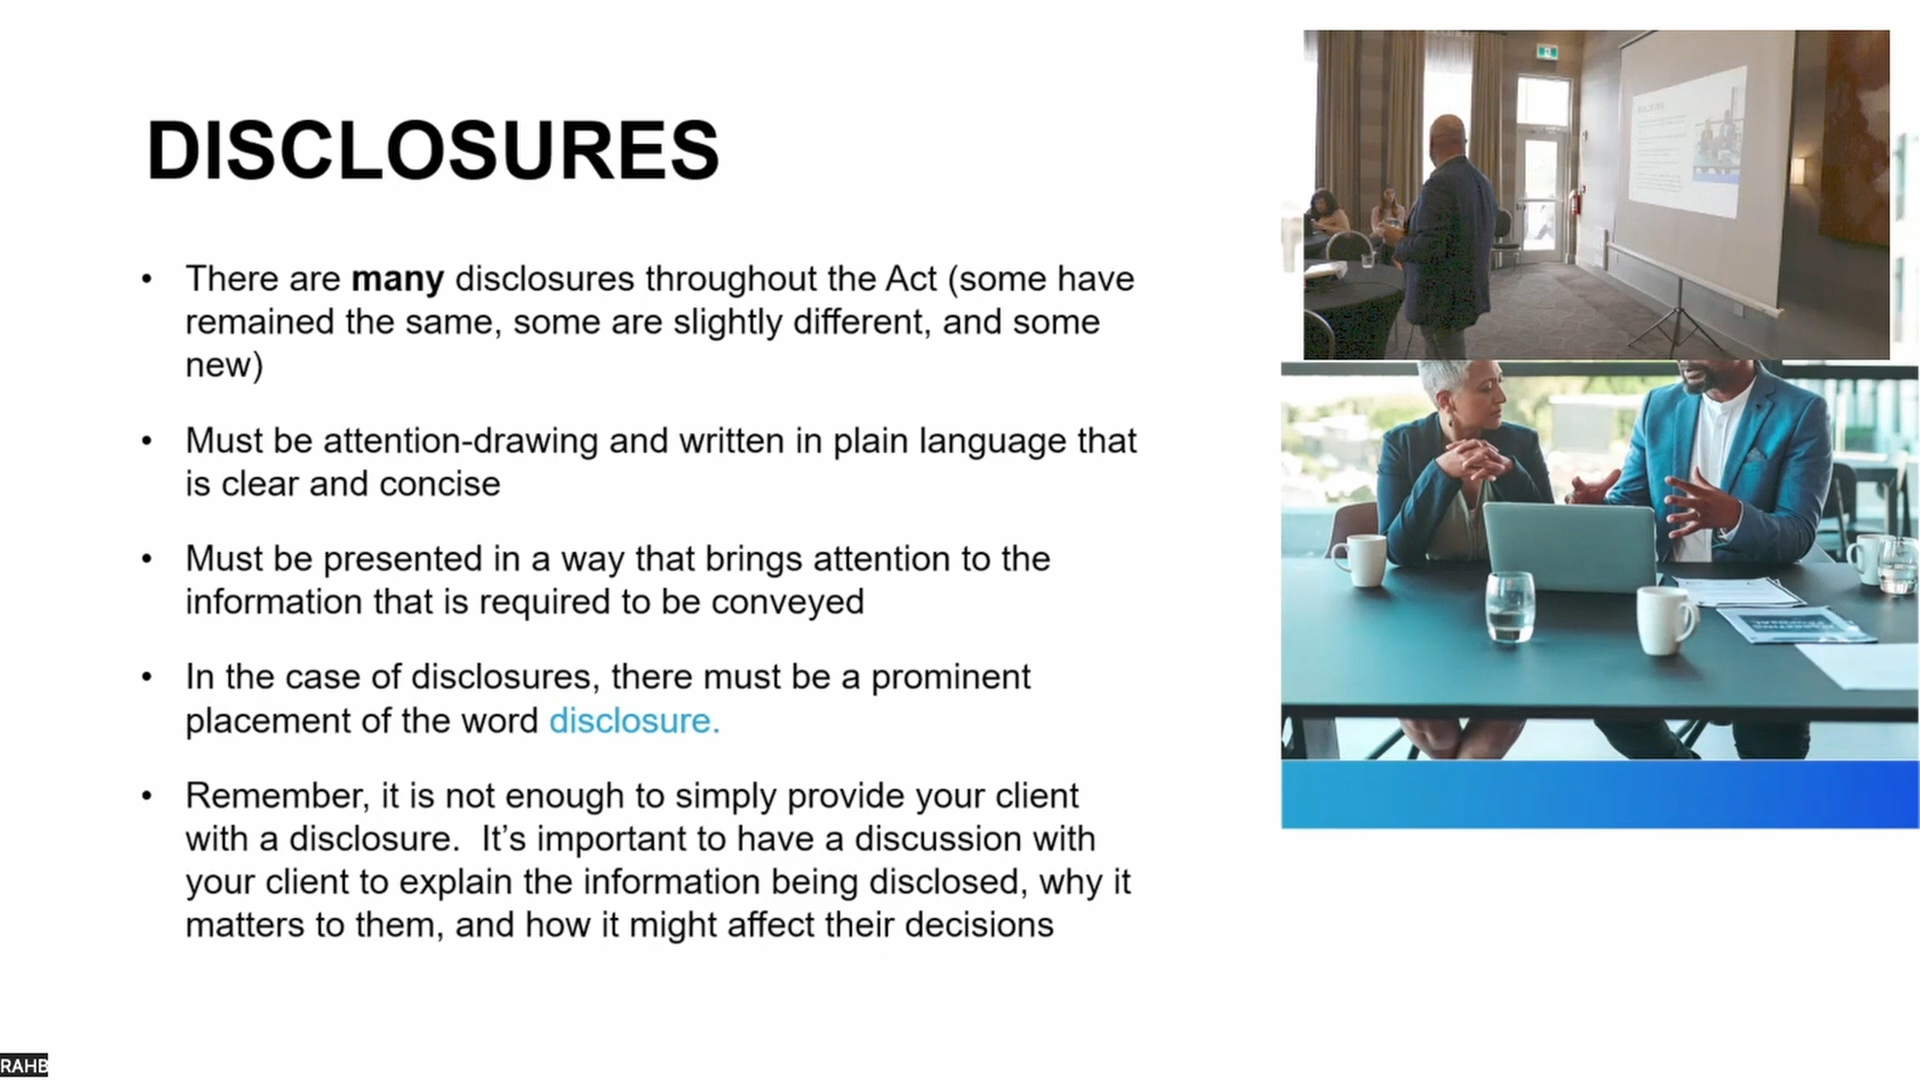 DISCLOSURES
• There are many disclosures throughout the Act (some have
remained the same, some are slightly different, and some
new)
• Must be attention-drawing and written in plain language that
is clear and concise
• Must be presented in a way that brings attention to the
information that is required to be conveyed
• In the case of disclosures, there must be a prominent
placement of the word disclosure.
• Remember, it is not enough to simply provide your client
with a disclosure.  It’s important to have a discussion with
your client to explain the information being disclosed, why it
matters to them, and how it might affect their decisions
RAHB